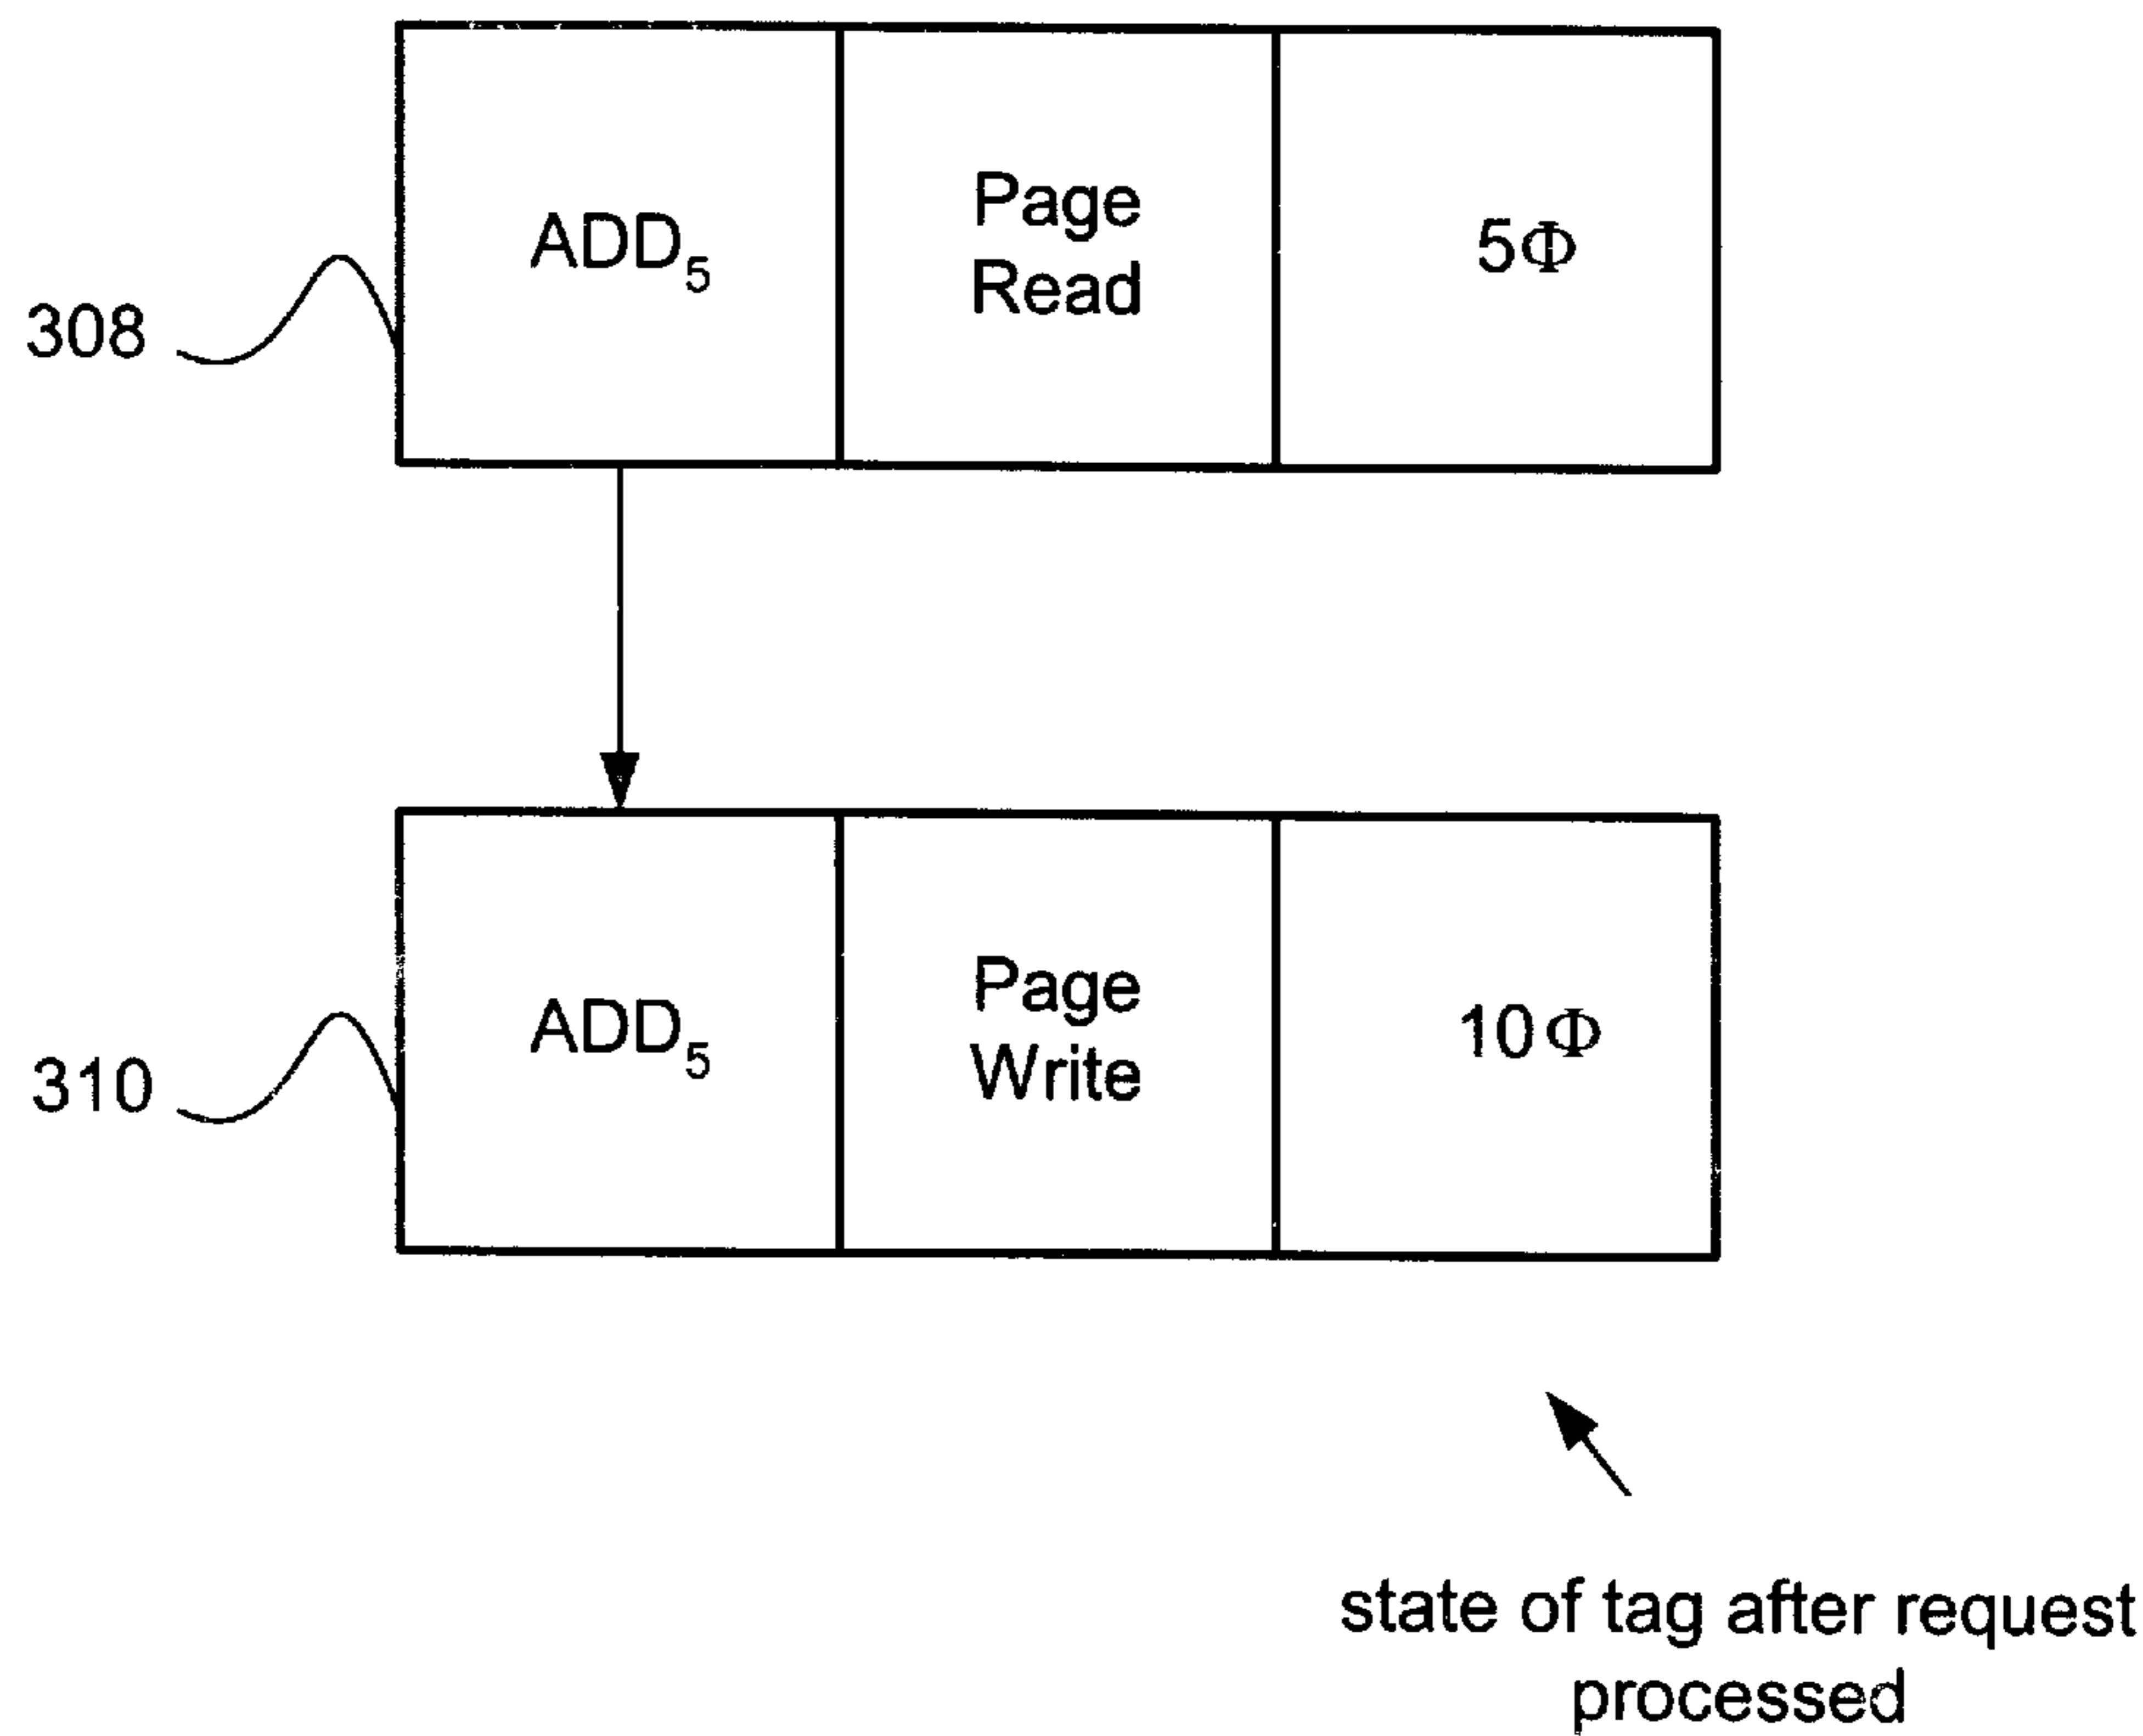 ADD₅
Page
Read
5Φ
308
ADD₅
Page
Write
10Φ
310
state of tag after request
processed